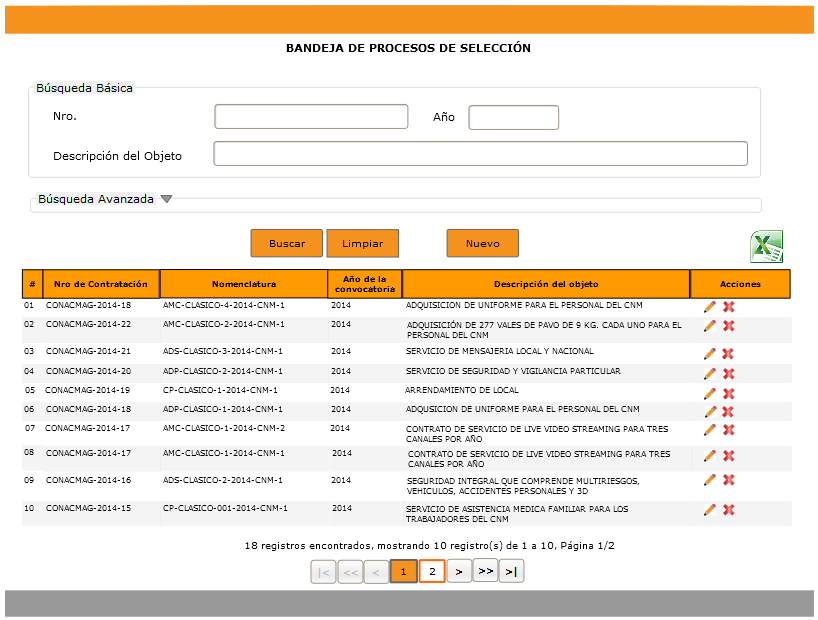 BANDEJA DE PROCESOS DE SELECCIÓN
Búsqueda Básica
Nro.
Año
Descripción del Objeto
Búsqueda Avanzada
Buscar Limpiar Nuevo
# Nro de Contratación Nomenclatura Año de la convocatoria Descripción del objeto Acciones
01 CONACMAG-2014-18 AMC-CLASICO-4-2014-CNM-1 2014 ADQUISICION DE UNIFORME PARA EL PERSONAL DEL CNM
02 CONACMAG-2014-22 AMC-CLASICO-2-2014-CNM-1 2014 ADQUISICIÓN DE 277 VALES DE PAVO DE 9 KG. CADA UNO PARA EL
PERSONAL DEL CNM
03 CONACMAG-2014-21 ADS-CLASICO-3-2014-CNM-1 2014 SERVICIO DE MENSAJERIA LOCAL Y NACIONAL
04 CONACMAG-2014-20 ADP-CLASICO-2-2014-CNM-1 2014 SERVICIO DE SEGURIDAD Y VIGILANCIA PARTICULAR
05 CONACMAG-2014-19 CP-CLASICO-1-2014-CNM-1 2014 ARRENDAMIENTO DE LOCAL
06 CONACMAG-2014-18 ADP-CLASICO-1-2014-CNM-1 2014 ADQUSICION DE UNIFORME PARA EL PERSONAL DEL CNM
07 CONACMAG-2014-17 AMC-CLASICO-1-2014-CNM-2 2014 CONTRATO DE SERVICIO DE LIVE VIDEO STREAMING PARA TRES
CANALES POR AÑO
08 CONACMAG-2014-17 AMC-CLASICO-1-2014-CNM-1 2014 CONTRATO DE SERVICIO DE LIVE VIDEO STREAMING PARA TRES
CANALES POR AÑO
09 CONACMAG-2014-16 ADS-CLASICO-2-2014-CNM-1 2014 SEGURIDAD INTEGRAL QUE COMPRENDE MULTIRIESGOS,
VEHICULOS, ACCIDENTES PERSONALES Y 3D
10 CONACMAG-2014-15 CP-CLASICO-001-2014-CNM-1 2014 SERVICIO DE ASISTENCIA MEDICA FAMILIAR PARA LOS
TRABAJADORES DEL CNM
18 registros encontrados, mostrando 10 registro(s) de 1 a 10, Página 1/2
|< << < 1 2 > >> >|